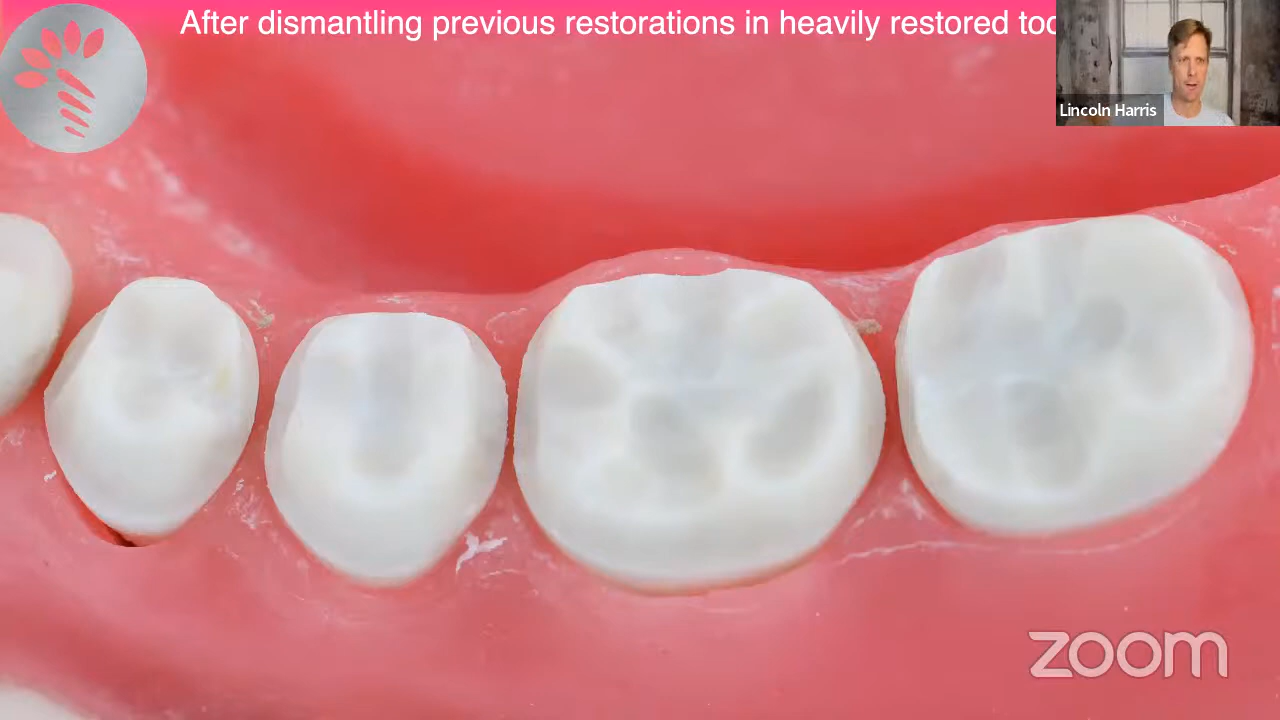 After dismantling previous restorations in heavily restored
Lincoln Harris
zoom